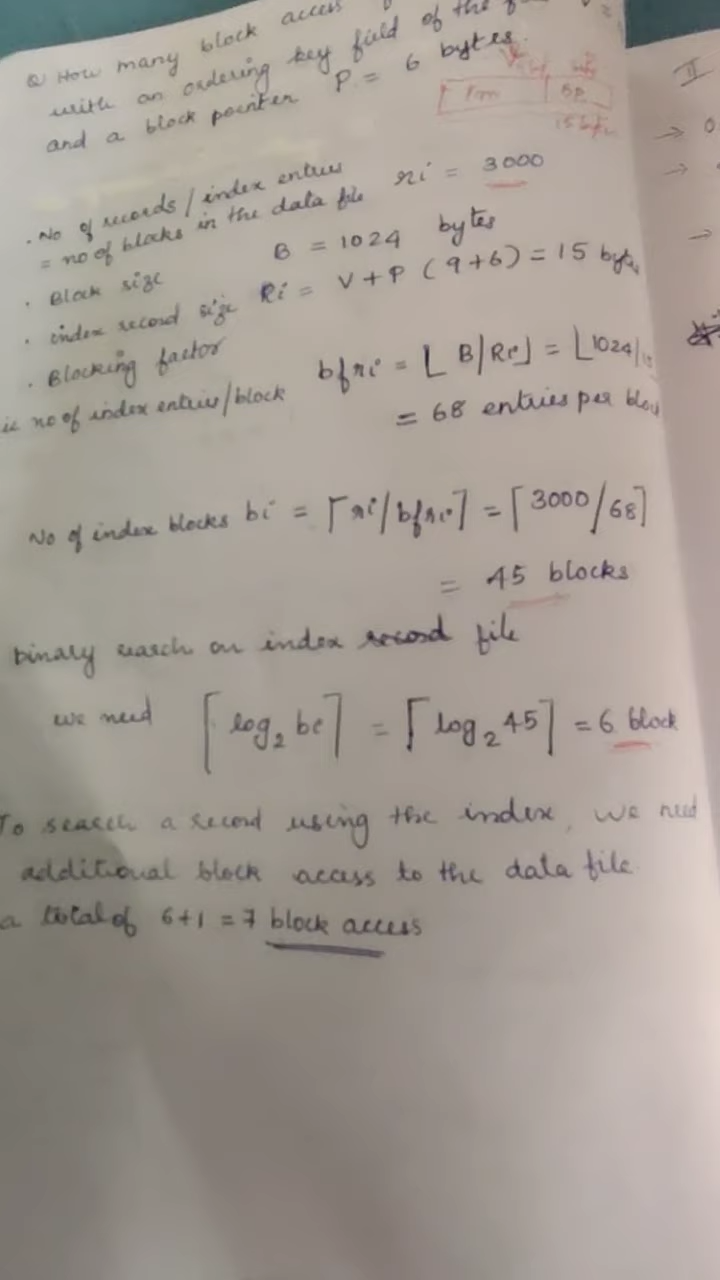 Q How many block access
with an ordering key field of the
and a block pointer P = 6 bytes.
. No of records / index entries ri = 3000
= no of blocks in the data file
. Block size B = 1024 bytes
. index record size Ri = V + P (9+6) = 15 bytes
. Blocking factor
ie no of index entries/block bfri = ⌊ B/Ri ⌋ = ⌊ 1024/
= 68 entries per block
No of index blocks bi = ⌈ ri/bfri ⌉ = ⌈ 3000/68 ⌉
= 45 blocks
binary search on index record file
we need ⌈ log₂ bi ⌉ = ⌈ log₂ 45 ⌉ = 6 block
To search a record using the index, we need
additional block access to the data file.
a total of 6+1 = 7 block access
II